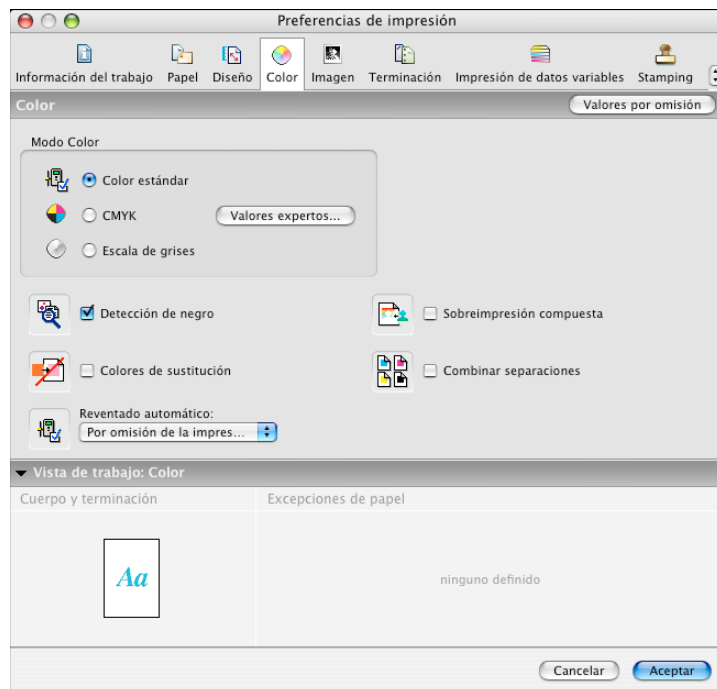 Preferencias de impresión
Información del trabajo Papel Diseño Color Imagen Terminación Impresión de datos variables Stamping
Color Valores por omisión
Modo Color
Color estándar
CMYK Valores expertos...
Escala de grises
Detección de negro Sobreimpresión compuesta
Colores de sustitución Combinar separaciones
Reventado automático:
Por omisión de la impres...
Vista de trabajo: Color
Cuerpo y terminación Excepciones de papel
Aa ninguno definido
Cancelar Aceptar